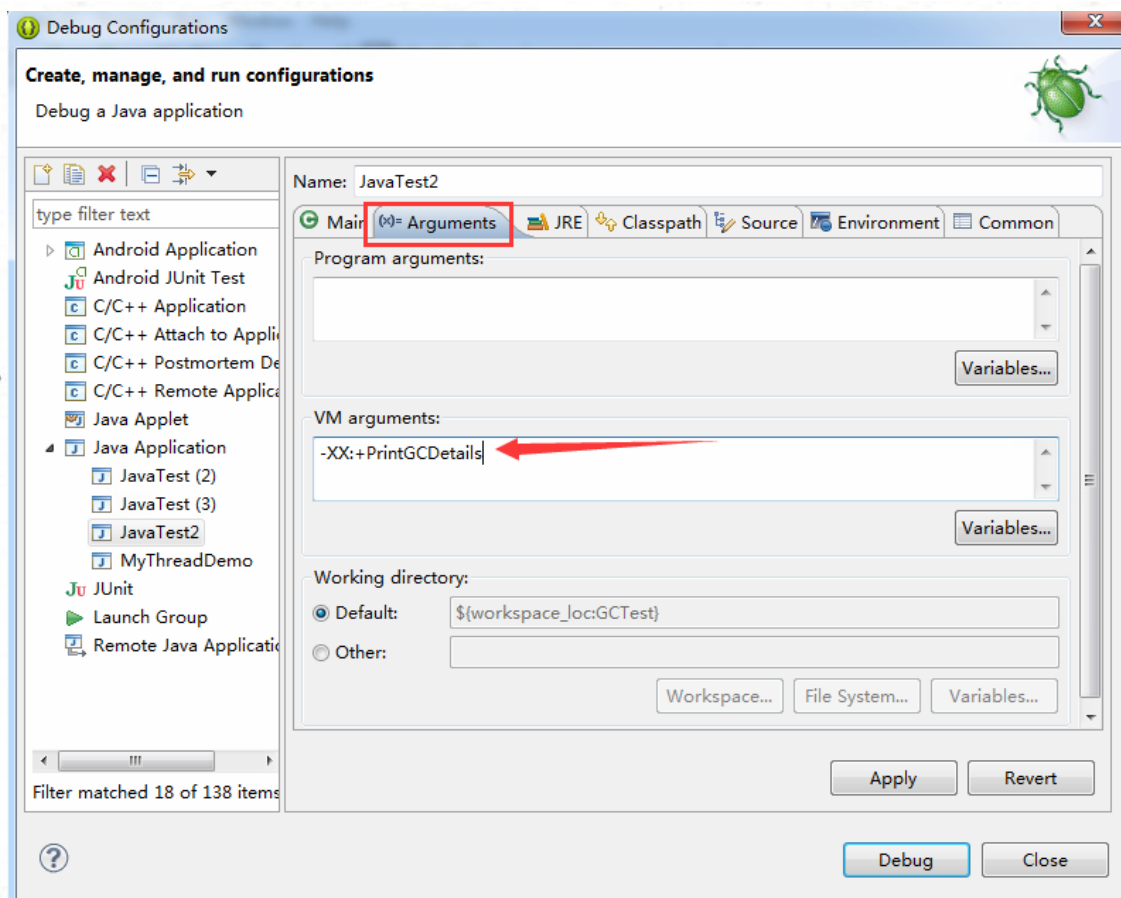 Debug Configurations
Create, manage, and run configurations
Debug a Java application
type filter text
Android Application
Android JUnit Test
C/C++ Application
C/C++ Attach to Appli
C/C++ Postmortem De
C/C++ Remote Applica
Java Applet
Java Application
JavaTest (2)
JavaTest (3)
JavaTest2
MyThreadDemo
JUnit
Launch Group
Remote Java Applicatio
Filter matched 18 of 138 items
Name: JavaTest2
Main (x)= Arguments JRE Classpath Source Environment Common
Program arguments:
Variables...
VM arguments:
-XX:+PrintGCDetails
Variables...
Working directory:
Default: ${workspace_loc:GCTest}
Other:
Workspace... File System... Variables...
Apply Revert
Debug Close